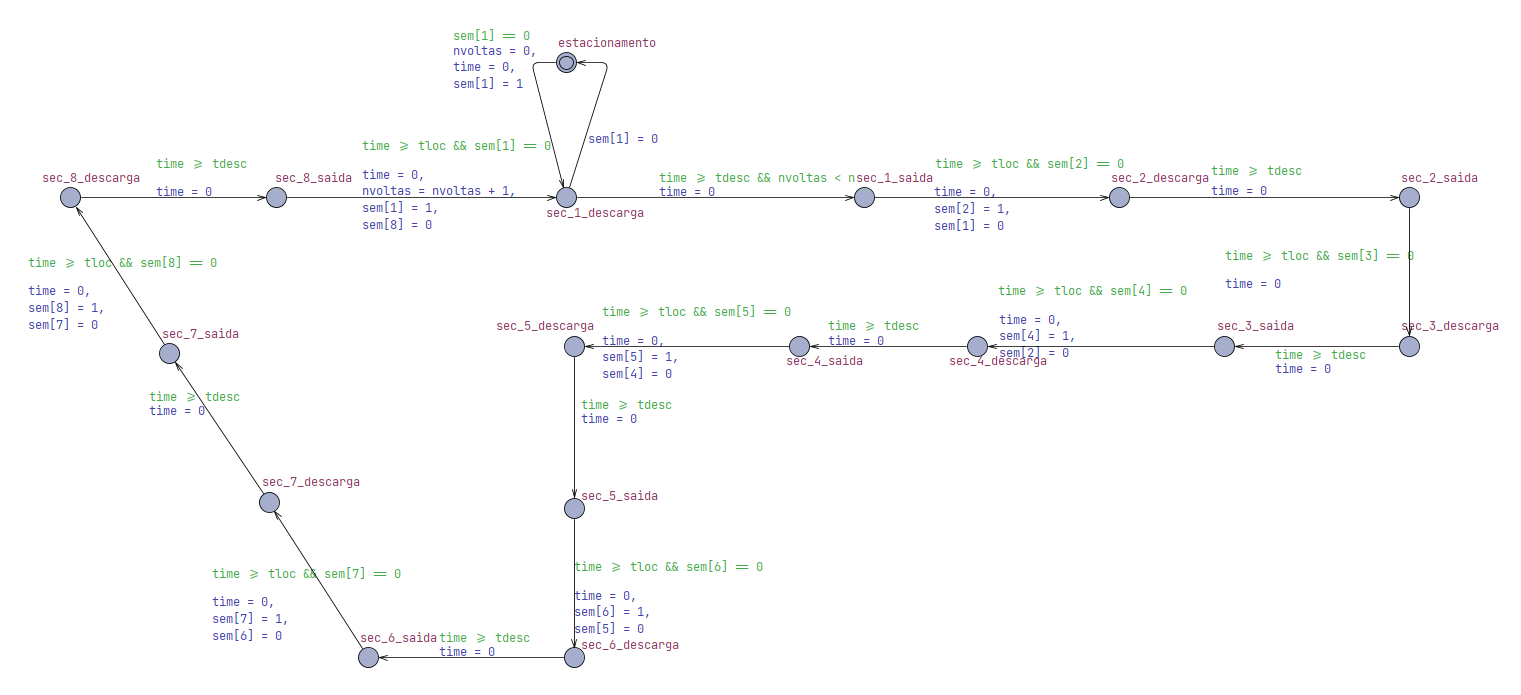 sem[1] == 0
nvoltas = 0,
time = 0,
sem[1] = 1
estacionamento
sem[1] = 0
sec_8_descarga
time ≥ tdesc
time = 0
sec_8_saida
time ≥ tloc && sem[1] == 0
time = 0,
nvoltas = nvoltas + 1,
sem[1] = 1,
sem[8] = 0
sec_1_descarga
time ≥ tdesc && nvoltas < n
time = 0
sec_1_saida
time ≥ tloc && sem[2] == 0
time = 0,
sem[2] = 1,
sem[1] = 0
sec_2_descarga
time ≥ tdesc
time = 0
sec_2_saida
time ≥ tloc && sem[3] == 0
time = 0
sec_3_descarga
time ≥ tdesc
time = 0
sec_3_saida
time ≥ tloc && sem[4] == 0
time = 0,
sem[4] = 1,
sem[2] = 0
sec_4_descarga
time ≥ tdesc
time = 0
sec_4_saida
time ≥ tloc && sem[5] == 0
time = 0,
sem[5] = 1,
sem[4] = 0
sec_5_descarga
time ≥ tdesc
time = 0
sec_5_saida
time ≥ tloc && sem[6] == 0
time = 0,
sem[6] = 1,
sem[5] = 0
sec_6_descarga
time ≥ tdesc
time = 0
sec_6_saida
time ≥ tloc && sem[7] == 0
time = 0,
sem[7] = 1,
sem[6] = 0
sec_7_descarga
time ≥ tdesc
time = 0
sec_7_saida
time ≥ tloc && sem[8] == 0
time = 0,
sem[8] = 1,
sem[7] = 0